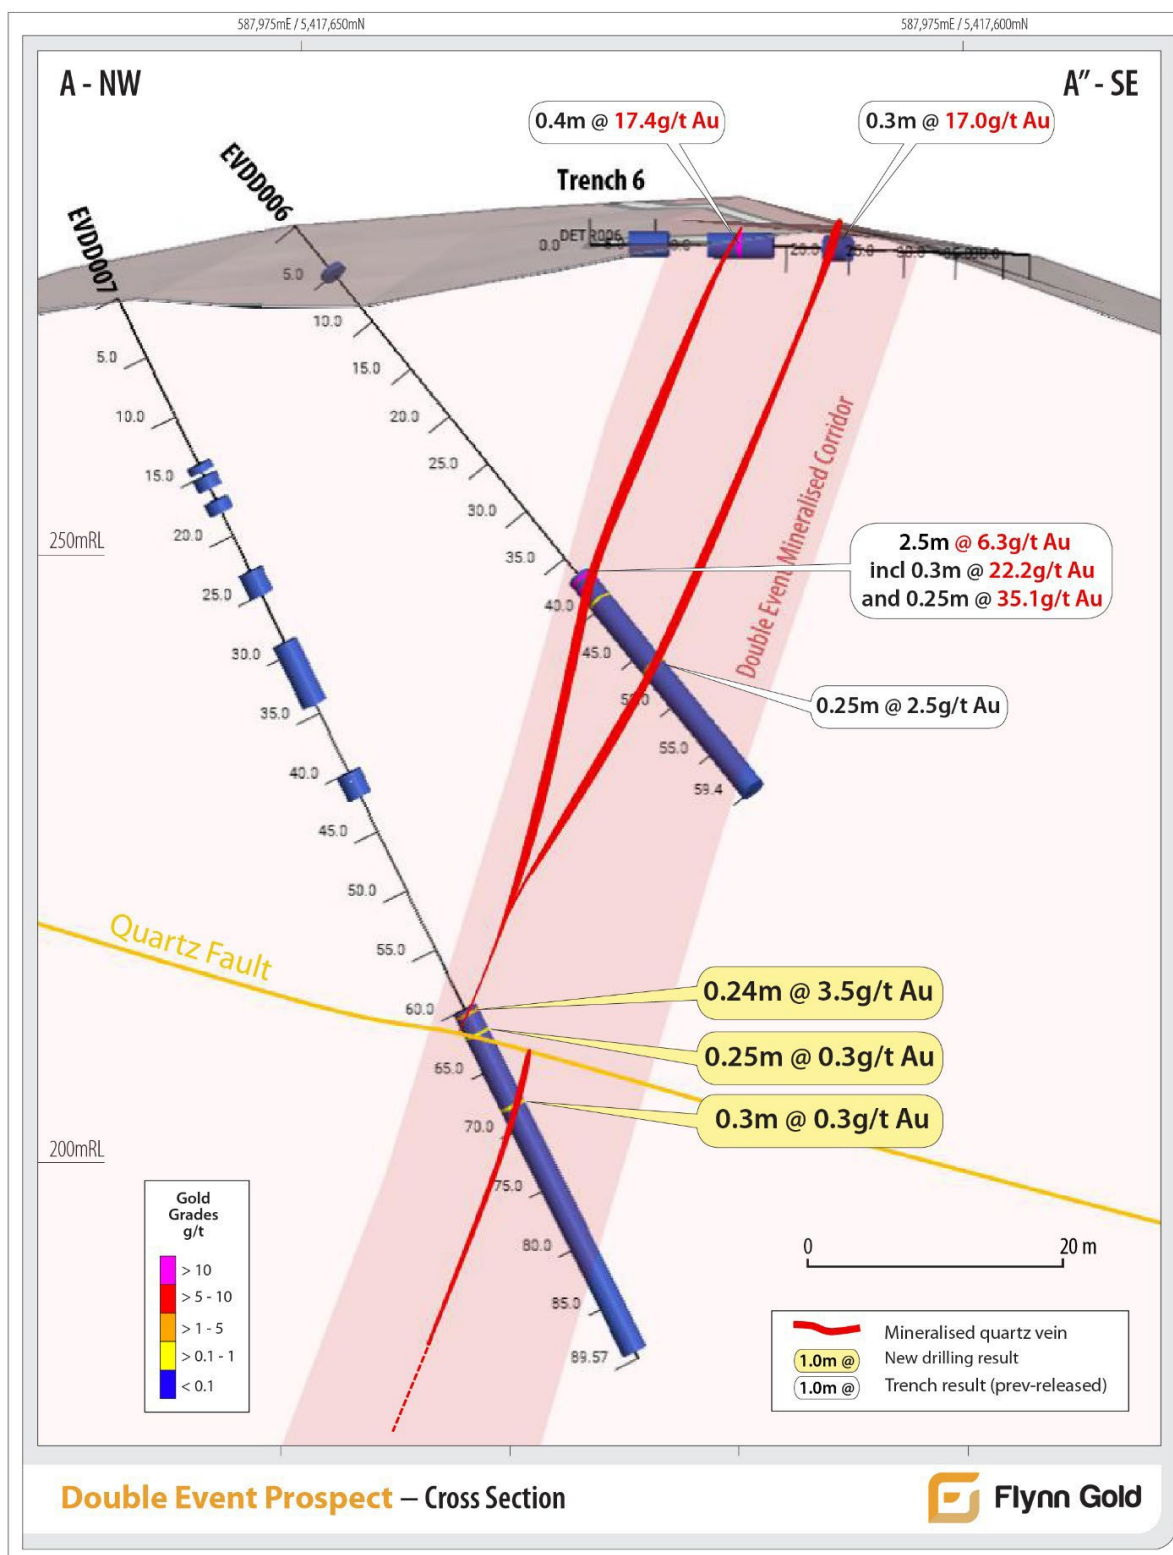 587,975mE / 5,417,650mN
587,975mE / 5,417,600mN
A - NW
A″ - SE
0.4m @ 17.4g/t Au
0.3m @ 17.0g/t Au
EVDD006
Trench 6
EVDD007
DETR006
0.0
20.0
25.0
5.0
10.0
15.0
20.0
25.0
30.0
35.0
40.0
45.0
55.0
59.4
5.0
10.0
15.0
20.0
25.0
30.0
35.0
40.0
45.0
50.0
55.0
60.0
65.0
70.0
75.0
80.0
85.0
89.57
250mRL
200mRL
Double Event Mineralised Corridor
2.5m @ 6.3g/t Au
incl 0.3m @ 22.2g/t Au
and 0.25m @ 35.1g/t Au
0.25m @ 2.5g/t Au
Quartz Fault
0.24m @ 3.5g/t Au
0.25m @ 0.3g/t Au
0.3m @ 0.3g/t Au
Gold
Grades
g/t
> 10
> 5 - 10
> 1 - 5
> 0.1 - 1
< 0.1
0 20 m
Mineralised quartz vein
1.0m @ New drilling result
1.0m @ Trench result (prev-released)
Double Event Prospect – Cross Section
Flynn Gold